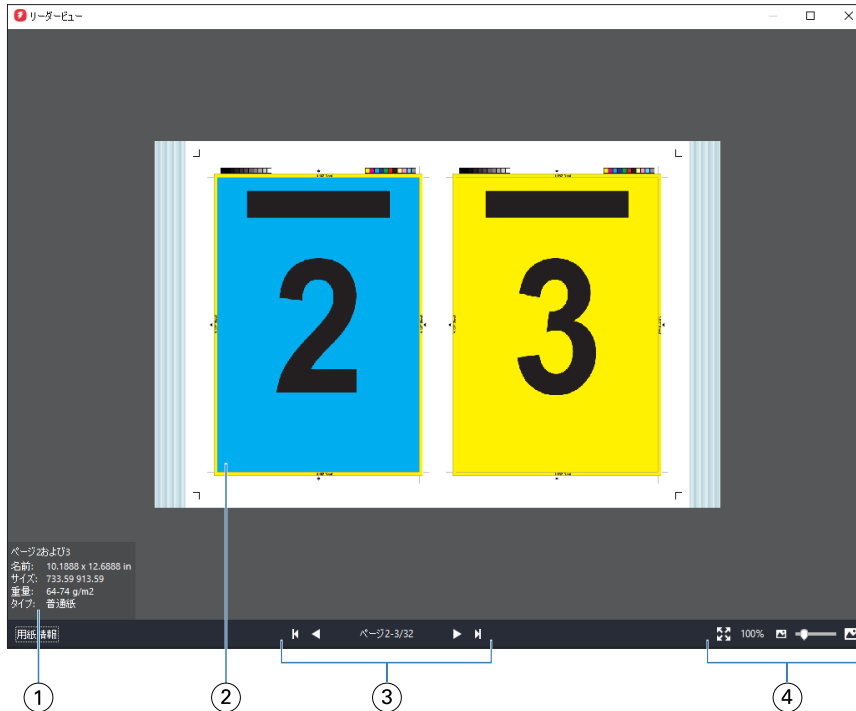 リーダービュー
2
3
ページ2および3
名前: 10.1888 x 12.6888 in
サイズ: 733.59 913.59
重量: 64-74 g/m2
タイプ: 普通紙
用紙情報
ページ2-3/32
100%
1
2
3
4